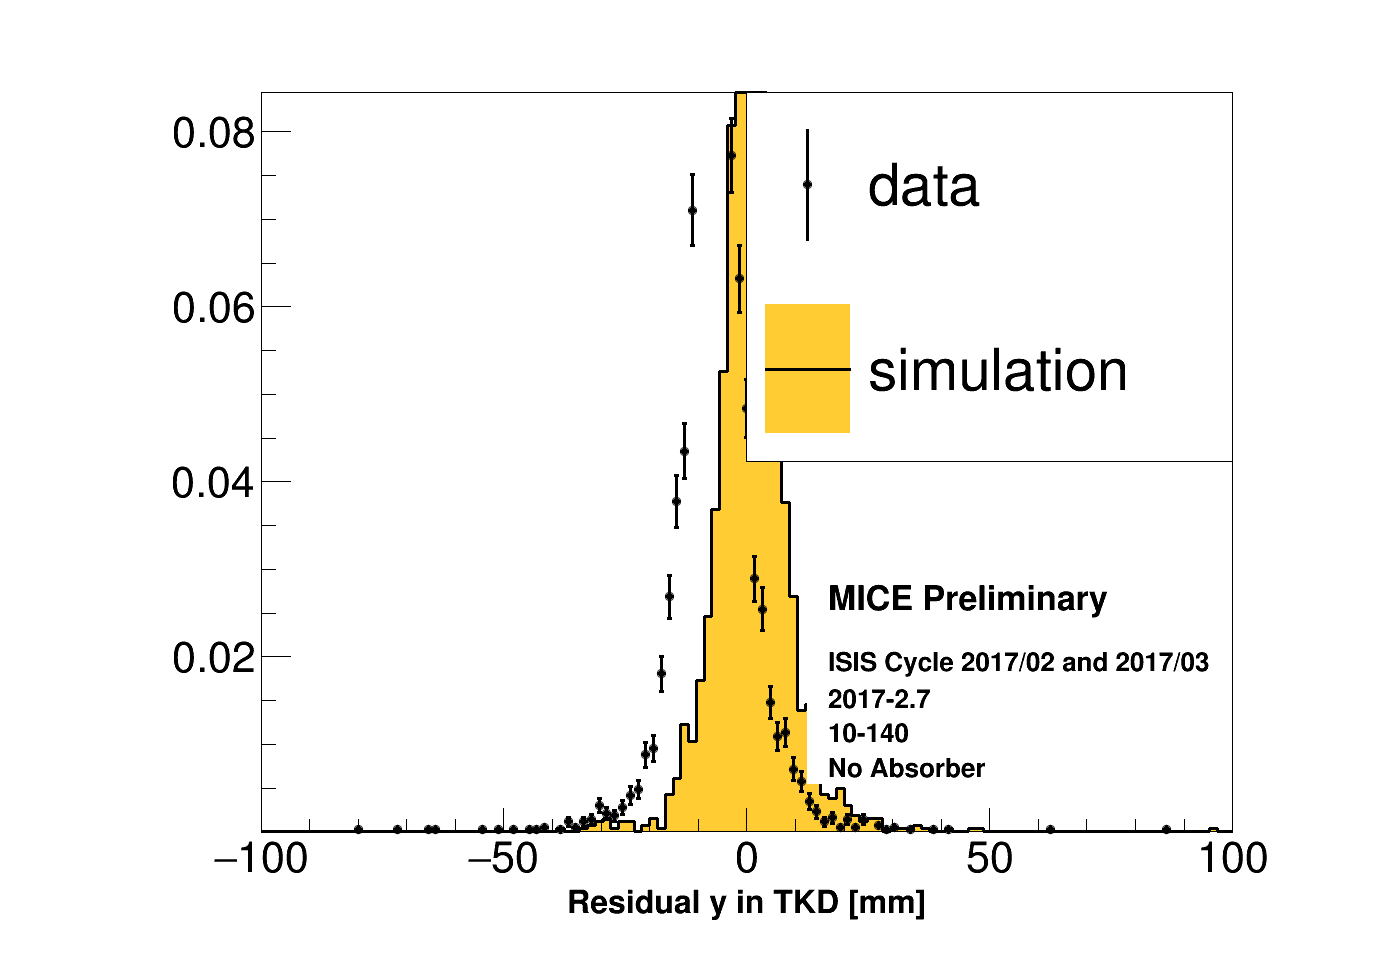 0.08
0.06
0.04
0.02
data
simulation
MICE Preliminary
ISIS Cycle 2017/02 and 2017/03
2017-2.7
10-140
No Absorber
−100 −50 0 50 100
Residual y in TKD [mm]